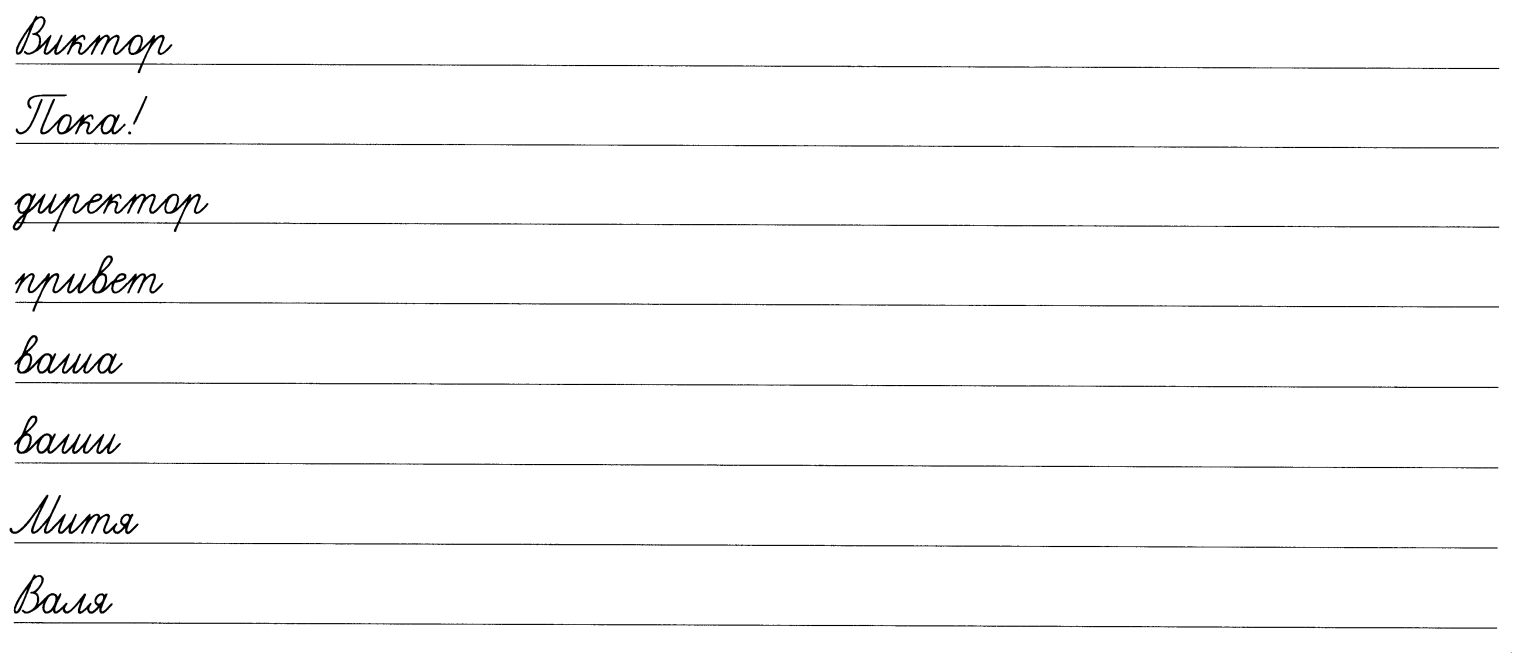 Виктор
Пока!
директор
привет
ваша
ваши
Митя
Валя